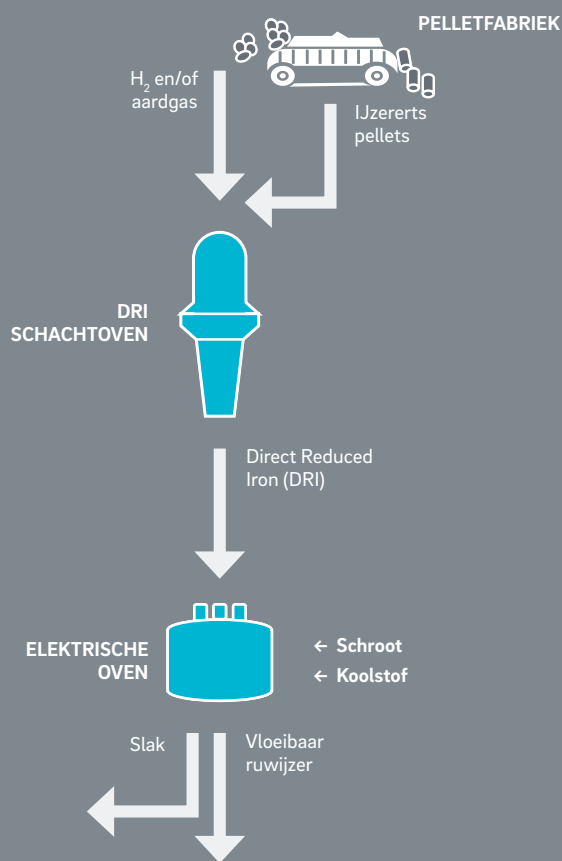 PELLETFABRIEK
H₂ en/of
aardgas
IJzererts
pellets
DRI
SCHACHTOVEN
Direct Reduced
Iron (DRI)
ELEKTRISCHE
OVEN
← Schroot
← Koolstof
Slak
Vloeibaar
ruwijzer